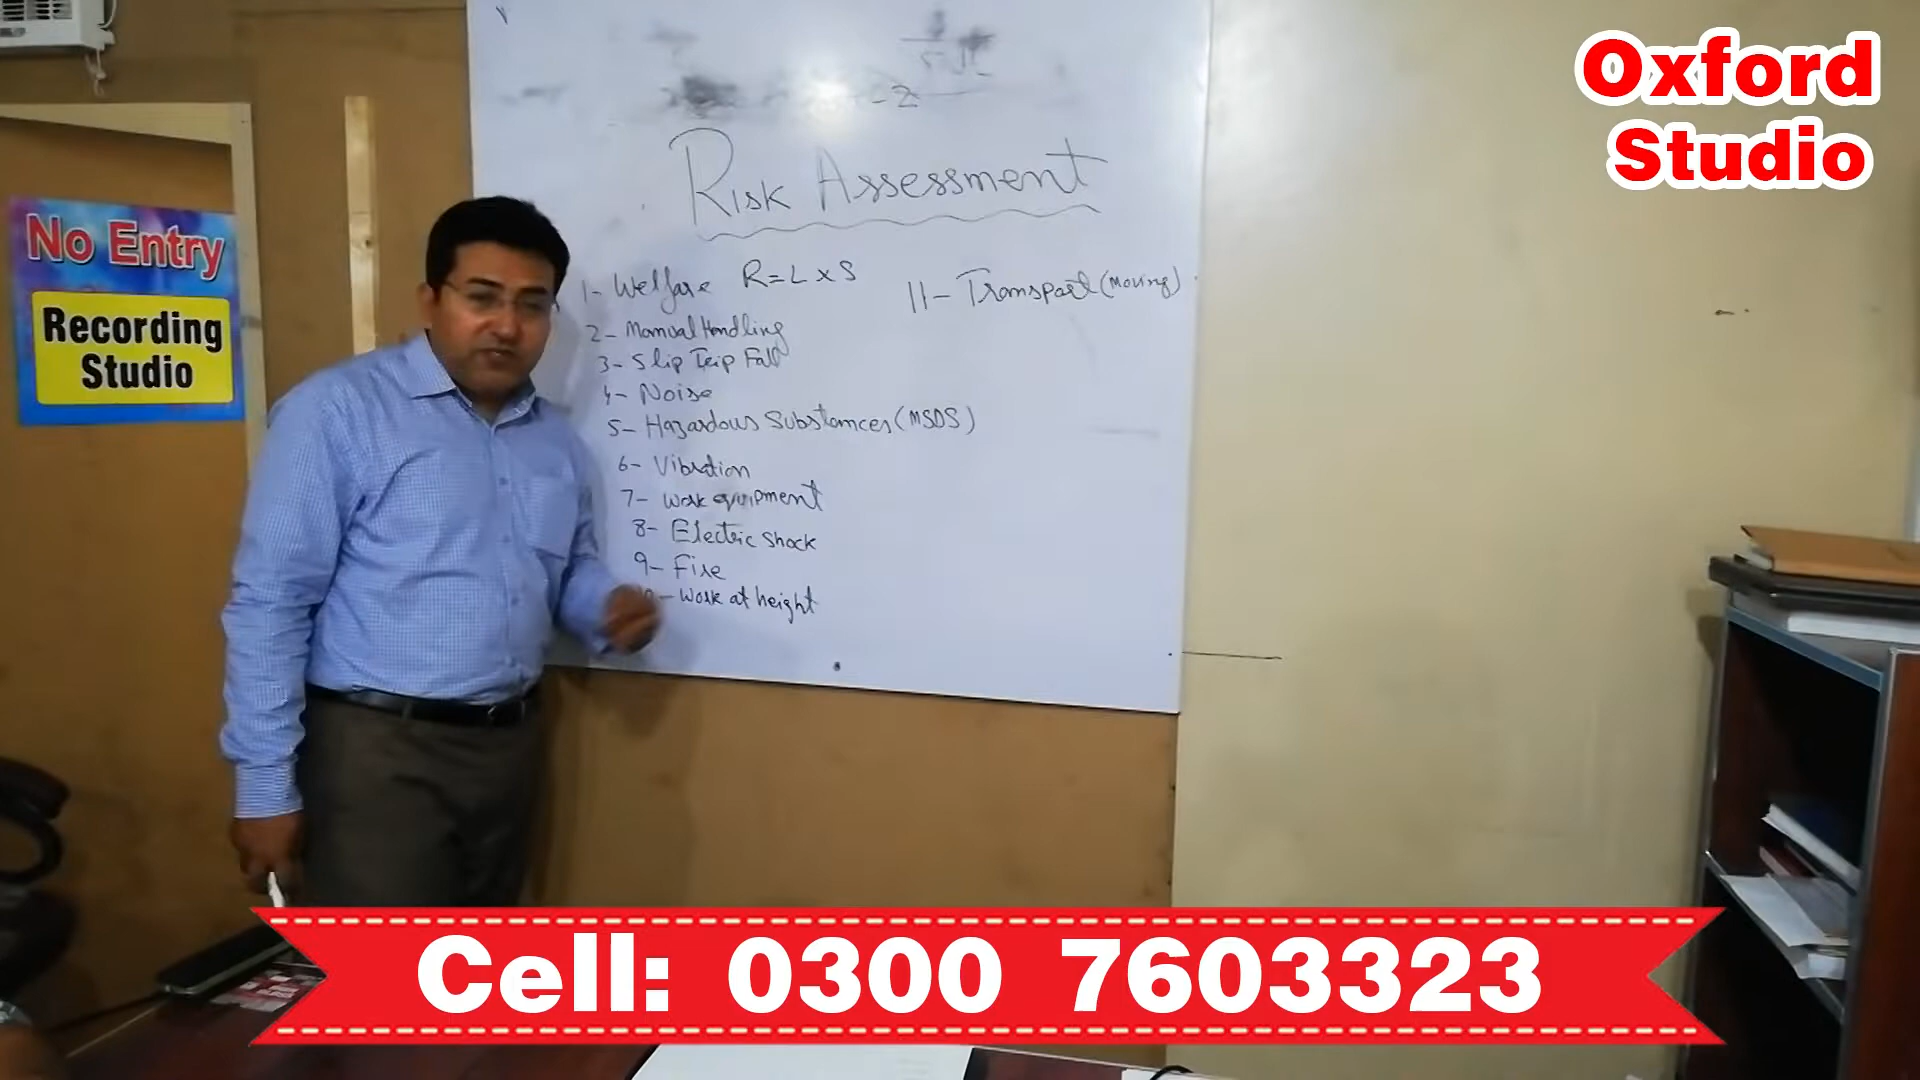 Oxford
Studio
No Entry
Recording
Studio
Risk Assessment
1- Welfare R=L x S
2- Manual Handling
3- Slip Trip Fall
4- Noise
5- Hazardous Substances (MSDS)
6- Vibration
7- Work equipment
8- Electric shock
9- Fire
10- Work at height
11- Transport (Moving)
Cell: 0300 7603323